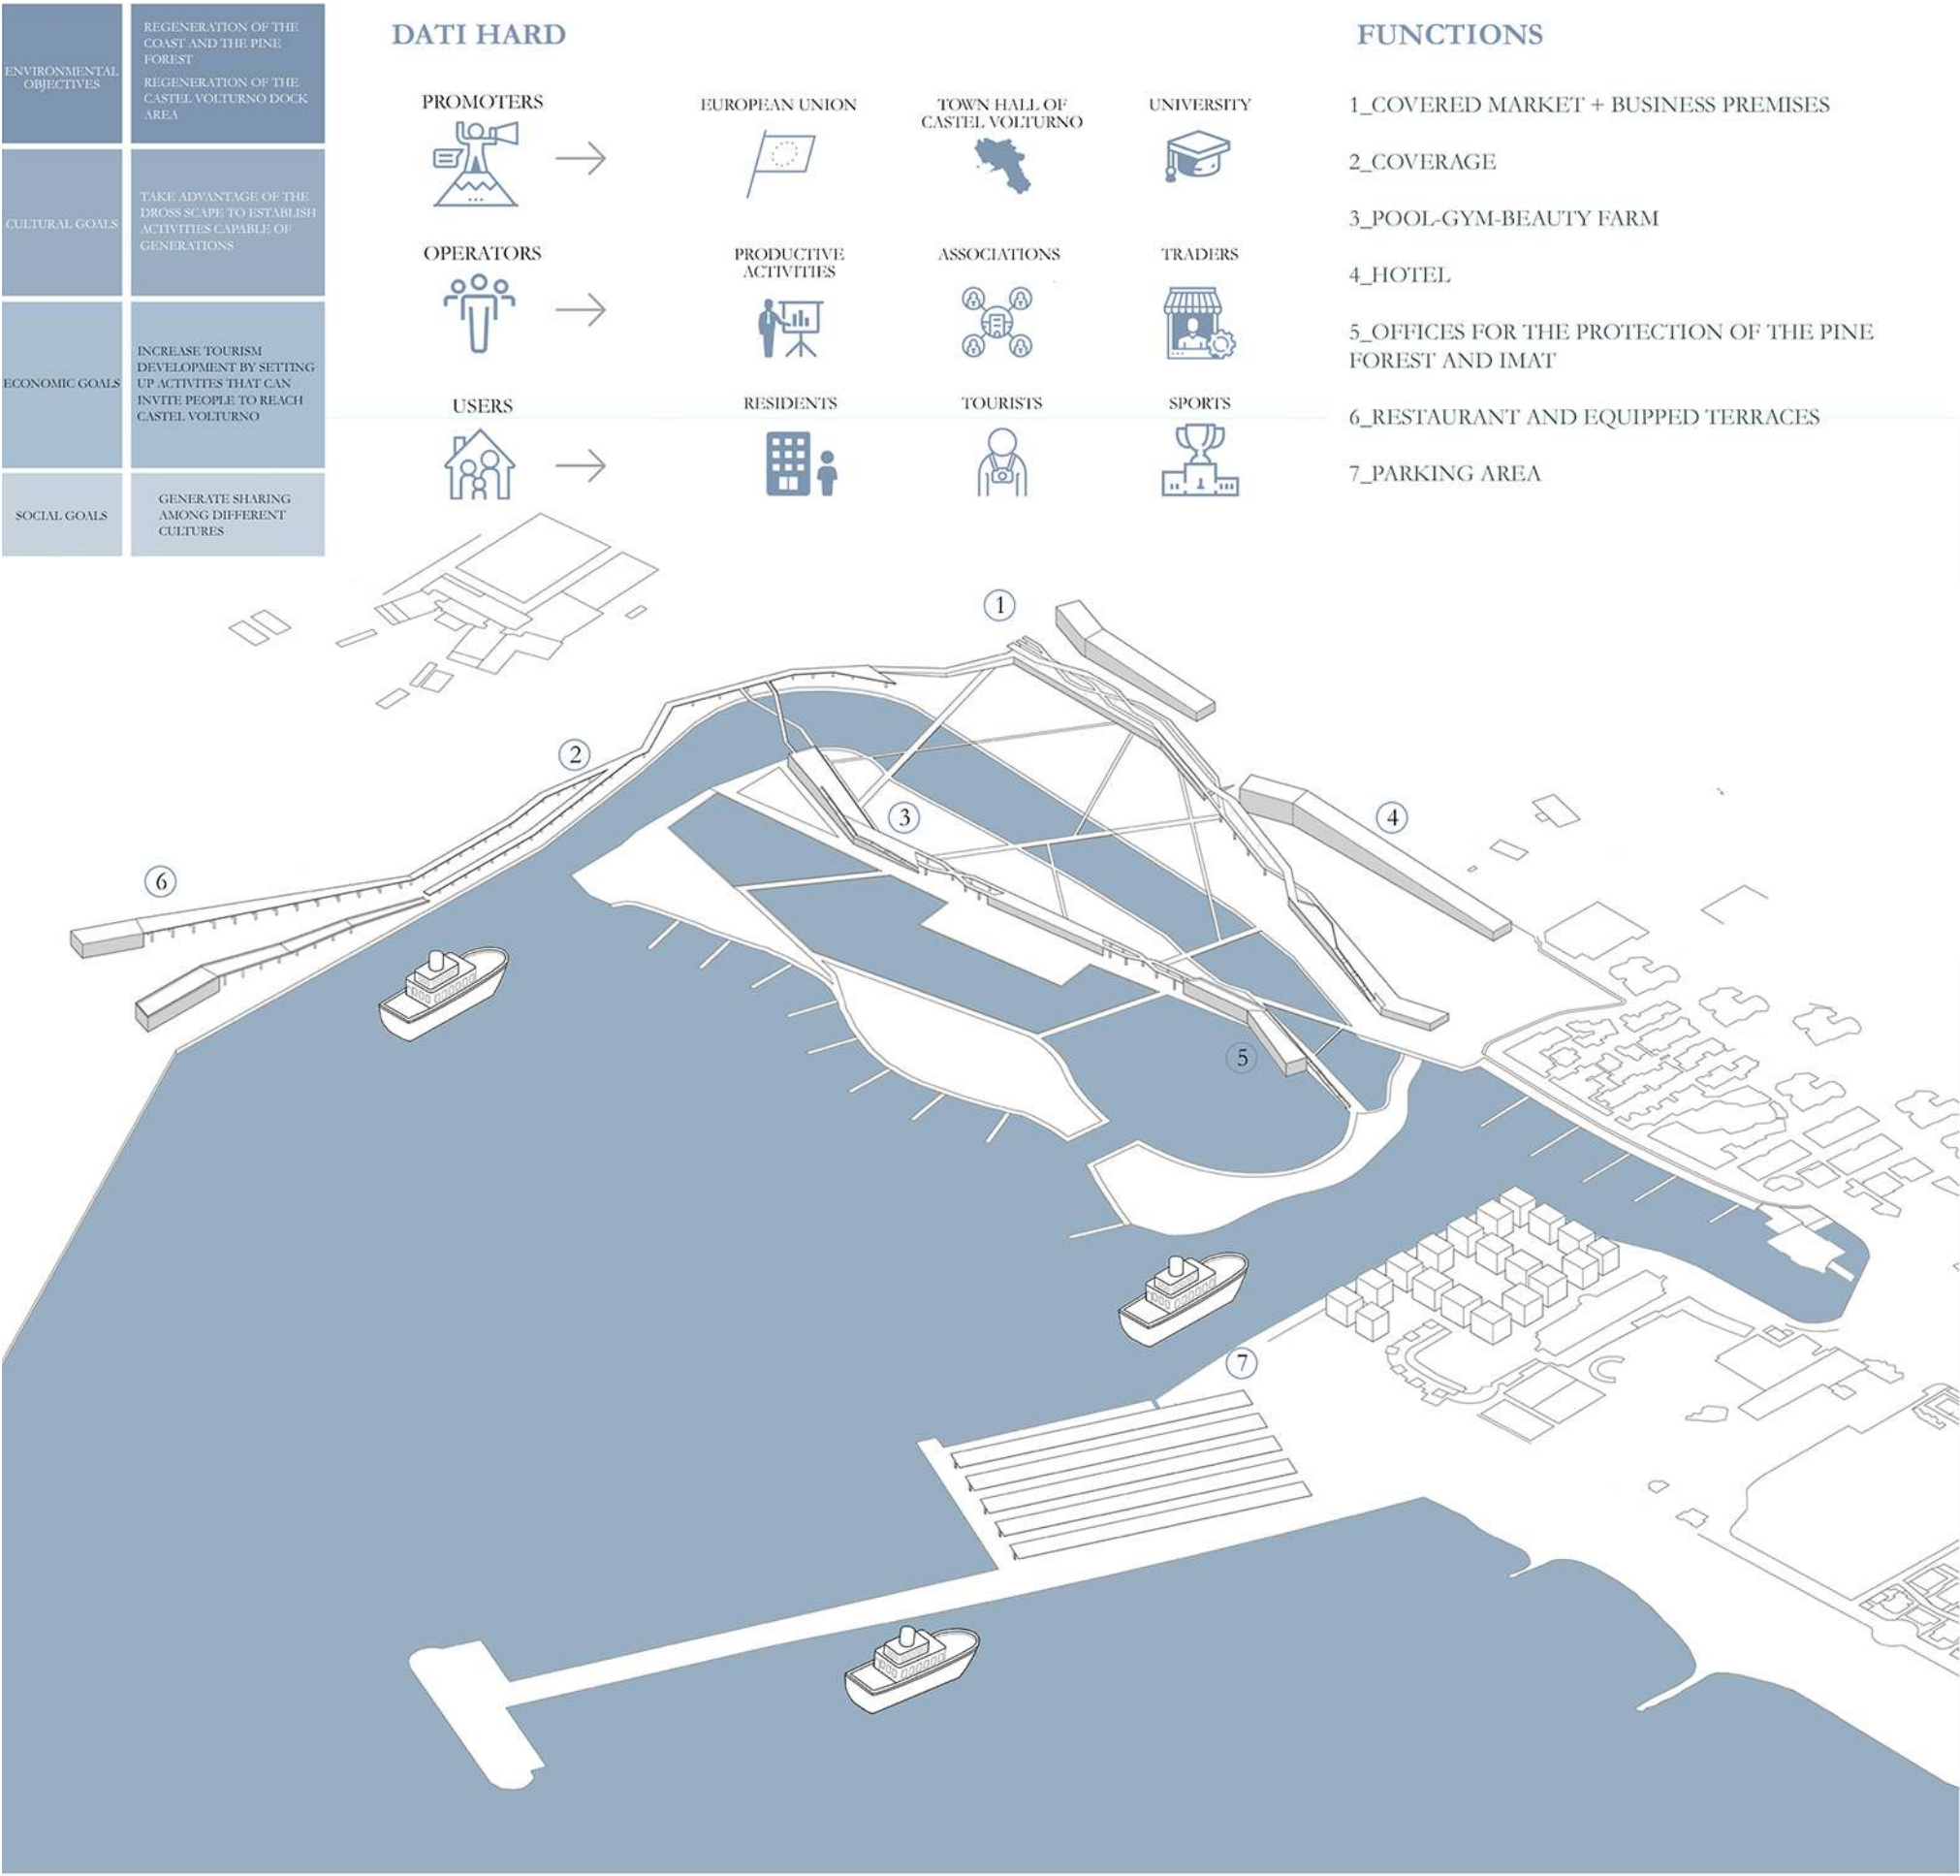 ENVIRONMENTAL
OBJECTIVES
REGENERATION OF THE
COAST AND THE PINE
FOREST
REGENERATION OF THE
CASTEL VOLTURNO DOCK
AREA
CULTURAL GOALS
TAKE ADVANTAGE OF THE
DROSS SCAPE TO ESTABLISH
ACTIVITIES CAPABLE OF
GENERATIONS
ECONOMIC GOALS
INCREASE TOURISM
DEVELOPMENT BY SETTING
UP ACTIVITES THAT CAN
INVITE PEOPLE TO REACH
CASTEL VOLTURNO
SOCIAL GOALS
GENERATE SHARING
AMONG DIFFERENT
CULTURES
DATI HARD
PROMOTERS
EUROPEAN UNION
TOWN HALL OF
CASTEL VOLTURNO
UNIVERSITY
OPERATORS
PRODUCTIVE
ACTIVITIES
ASSOCIATIONS
TRADERS
USERS
RESIDENTS
TOURISTS
SPORTS
1
FUNCTIONS
1_COVERED MARKET + BUSINESS PREMISES
2_COVERAGE
3_POOL-GYM-BEAUTY FARM
4_HOTEL
5_OFFICES FOR THE PROTECTION OF THE PINE
FOREST AND IMAT
6_RESTAURANT AND EQUIPPED TERRACES
7_PARKING AREA
1
2
3
4
6
5
7